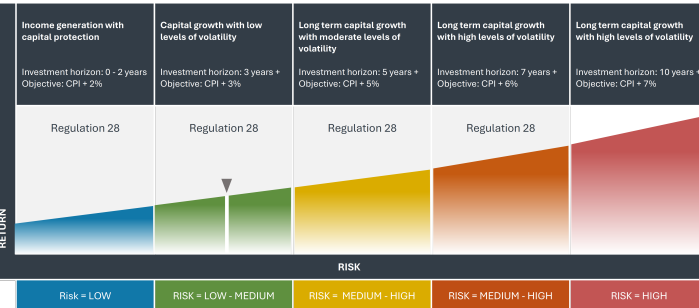 Income generation with
capital protection
Investment horizon: 0 - 2 years
Objective: CPI + 2%
Capital growth with low
levels of volatility
Investment horizon: 3 years +
Objective: CPI + 3%
Long term capital growth
with moderate levels of
volatility
Investment horizon: 5 years +
Objective: CPI + 5%
Long term capital growth
with high levels of volatility
Investment horizon: 7 years +
Objective: CPI + 6%
Long term capital growth
with high levels of volatility
Investment horizon: 10 years +
Objective: CPI + 7%
Regulation 28
Regulation 28
Regulation 28
Regulation 28
RETURN
RISK
Risk = LOW
RISK = LOW - MEDIUM
RISK = MEDIUM - HIGH
RISK = MEDIUM - HIGH
RISK = HIGH